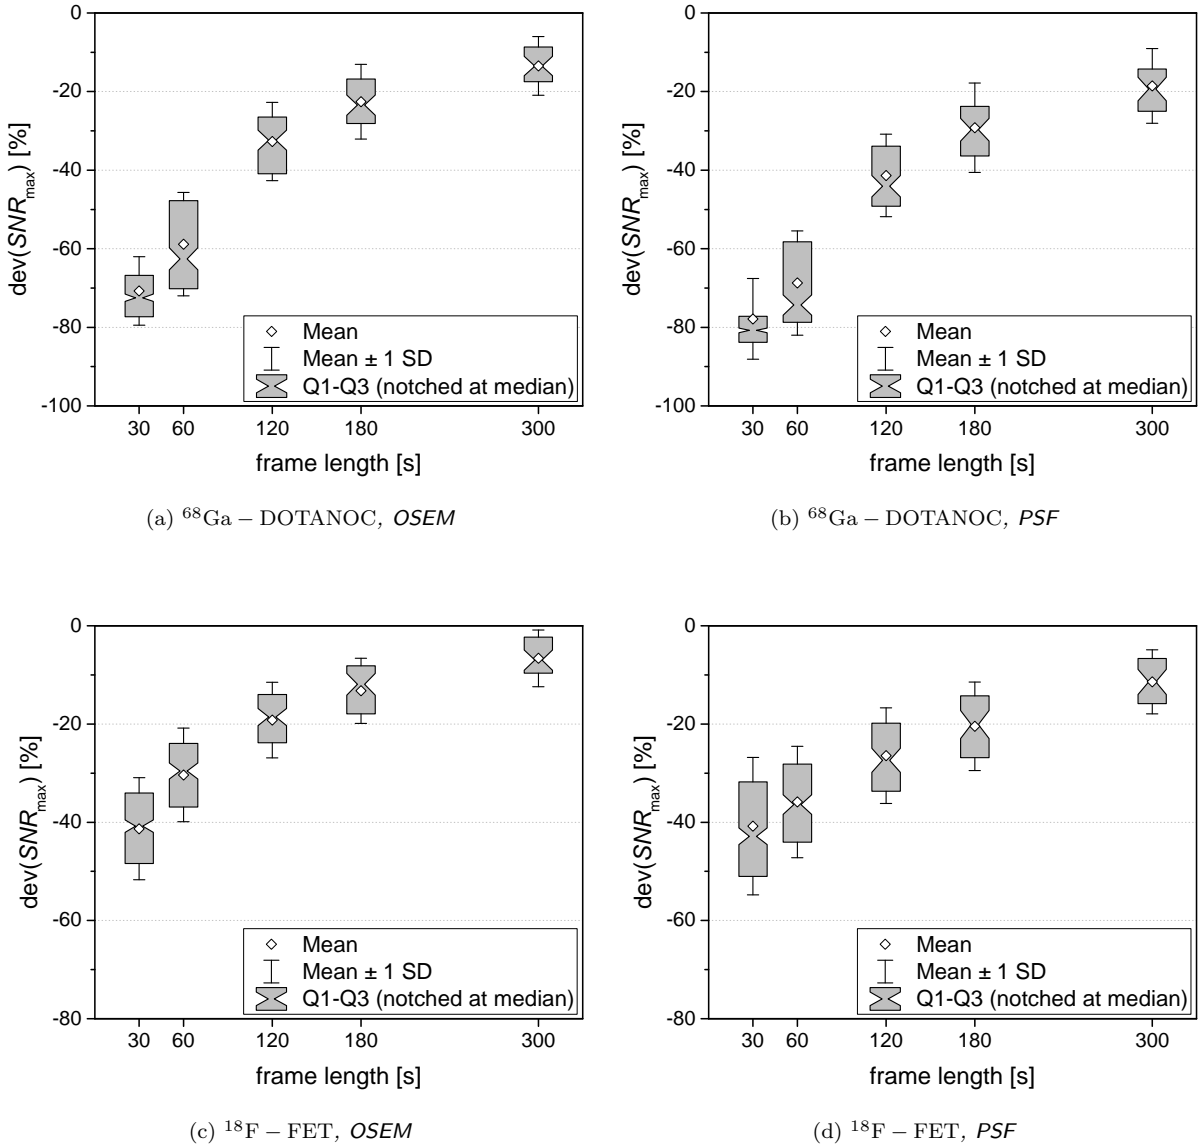 0
-20
-40
-60
-80
-100
dev(SNRmax) [%]
Mean
Mean ± 1 SD
Q1-Q3 (notched at median)
30 60 120 180 300
frame length [s]
(a) 68Ga – DOTANOC, OSEM
0
-20
-40
-60
-80
-100
dev(SNRmax) [%]
Mean
Mean ± 1 SD
Q1-Q3 (notched at median)
30 60 120 180 300
frame length [s]
(b) 68Ga – DOTANOC, PSF
0
-20
-40
-60
-80
dev(SNRmax) [%]
Mean
Mean ± 1 SD
Q1-Q3 (notched at median)
30 60 120 180 300
frame length [s]
(c) 18F – FET, OSEM
0
-20
-40
-60
-80
dev(SNRmax) [%]
Mean
Mean ± 1 SD
Q1-Q3 (notched at median)
30 60 120 180 300
frame length [s]
(d) 18F – FET, PSF